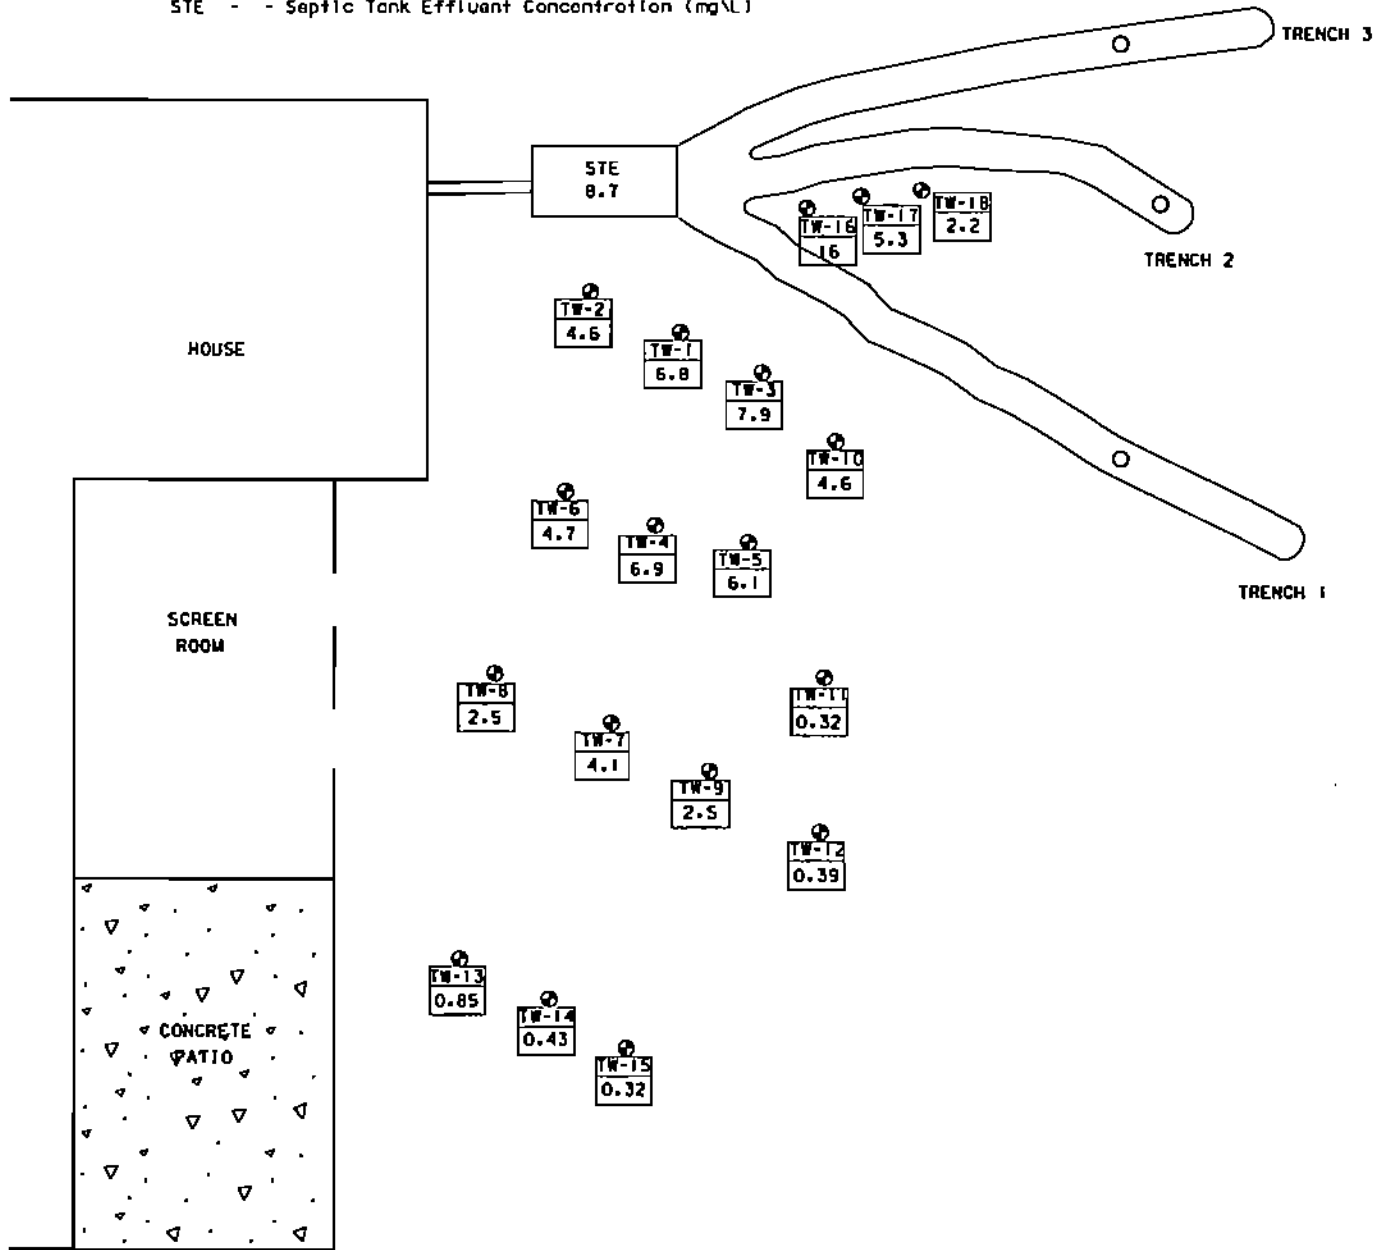 STE - - Septic Tank Effluent Concentration (mg\L)
TRENCH 3
STE
8.7
TW-16
16
TW-17
5.3
TW-18
2.2
TRENCH 2
TW-2
4.6
TW-1
6.8
TW-3
7.9
HOUSE
TW-10
4.6
TW-6
4.7
TW-4
6.9
TW-5
6.1
TRENCH 1
SCREEN
ROOM
TW-8
2.5
TW-11
0.32
TW-7
4.1
TW-9
2.5
TW-12
0.39
TW-13
0.85
TW-14
0.43
CONCRETE
PATIO
TW-15
0.32